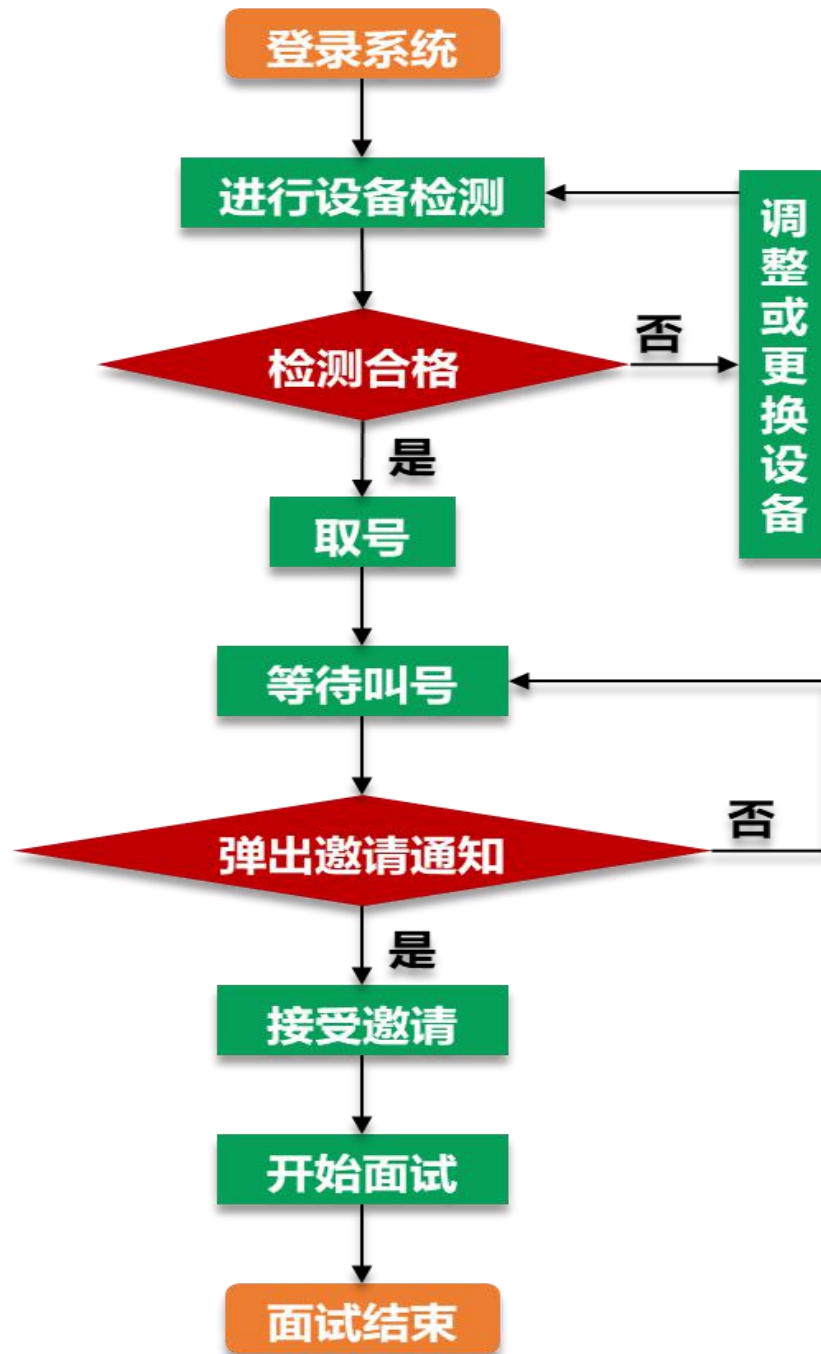 登录系统
进行设备检测
检测合格
否
调整或更换设备
是
取号
等待叫号
弹出邀请通知
否
是
接受邀请
开始面试
面试结束